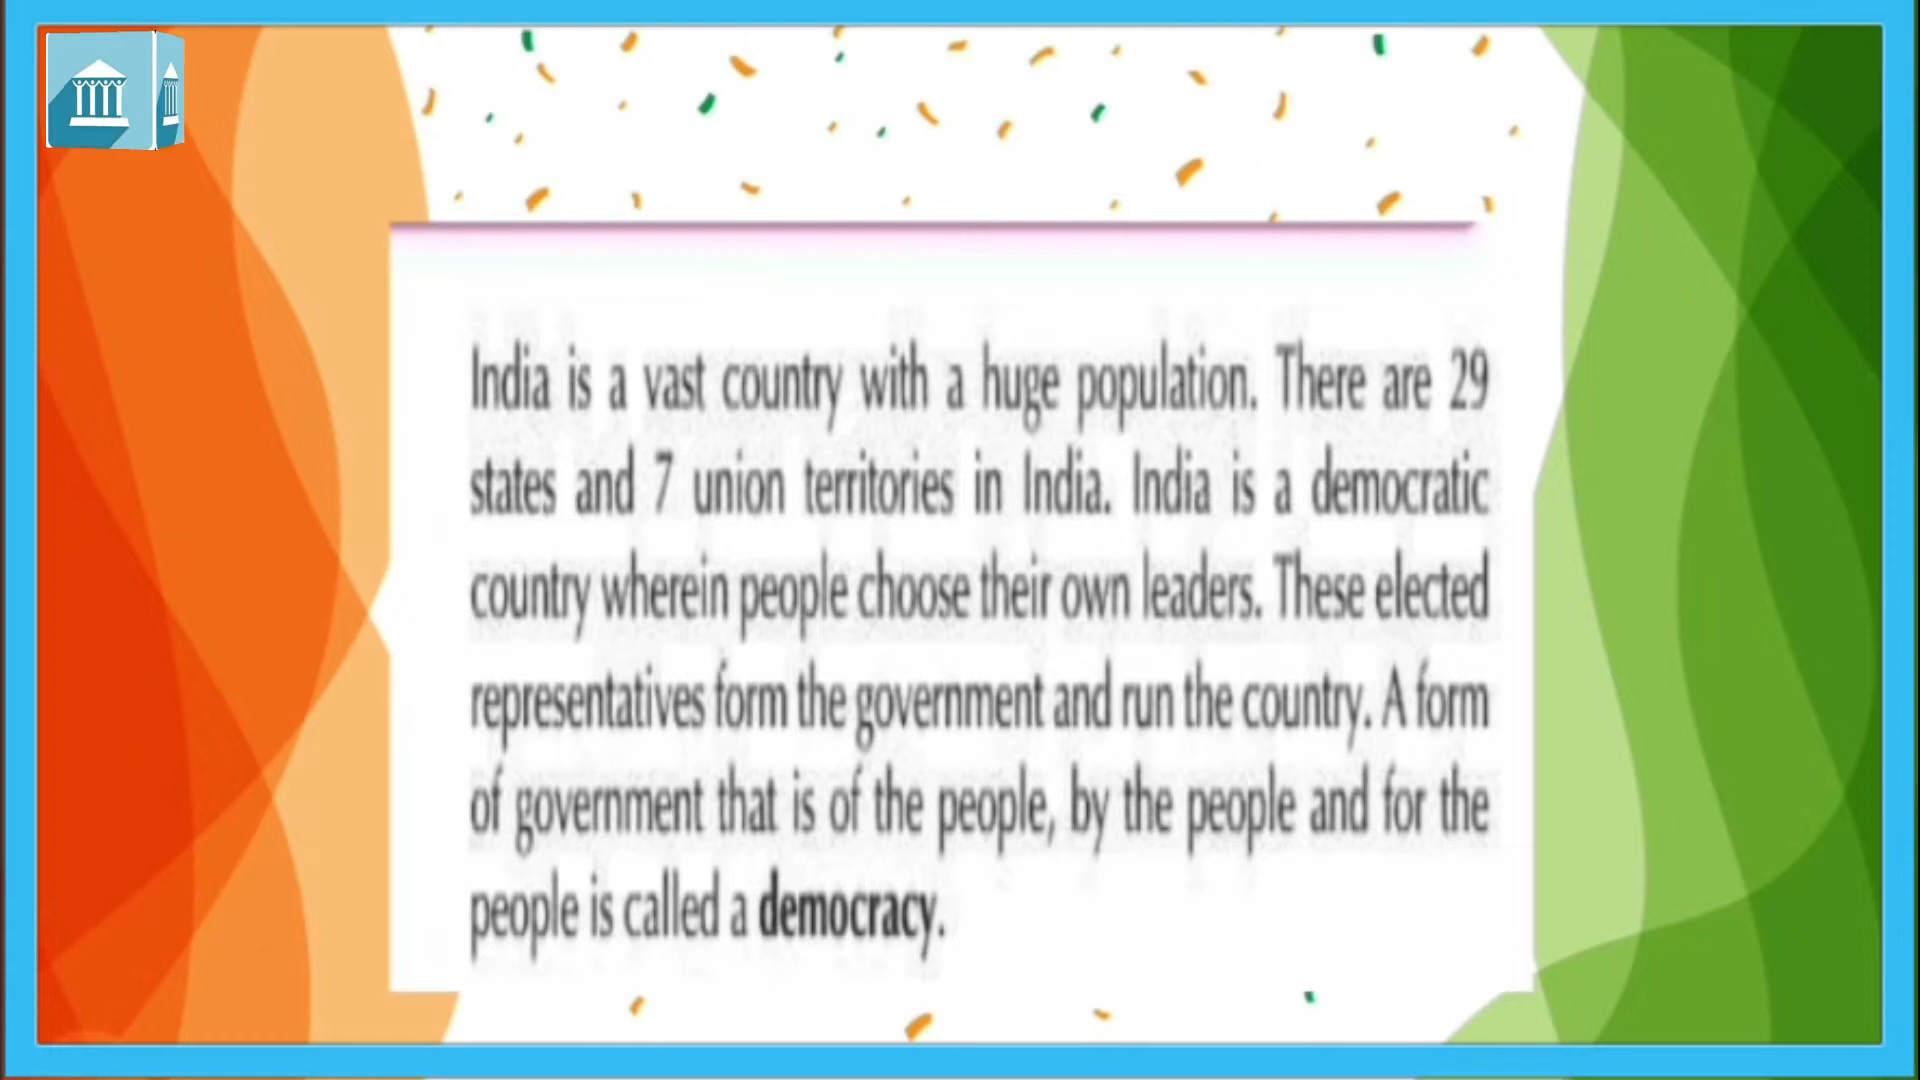 India is a vast country with a huge population. There are 29
states and 7 union territories in India. India is a democratic
country wherein people choose their own leaders. These elected
representatives form the government and run the country. A form
of government that is of the people, by the people and for the
people is called a democracy.